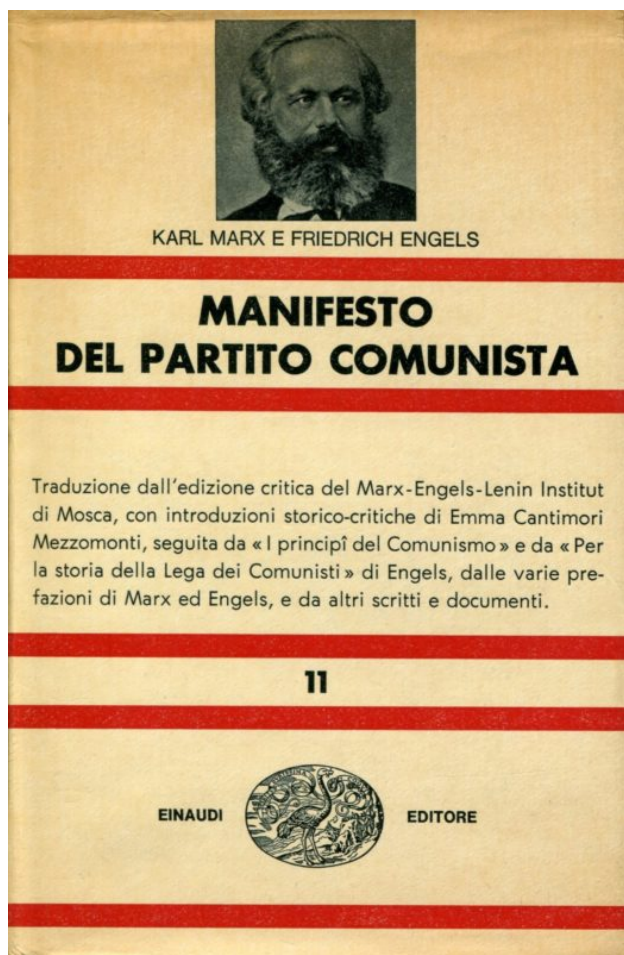 KARL MARX E FRIEDRICH ENGELS
MANIFESTO
DEL PARTITO COMUNISTA
Traduzione dall'edizione critica del Marx-Engels-Lenin Institut
di Mosca, con introduzioni storico-critiche di Emma Cantimori
Mezzomonti, seguita da « I principî del Comunismo » e da « Per
la storia della Lega dei Comunisti » di Engels, dalle varie pre-
fazioni di Marx ed Engels, e da altri scritti e documenti.
11
EINAUDI EDITORE